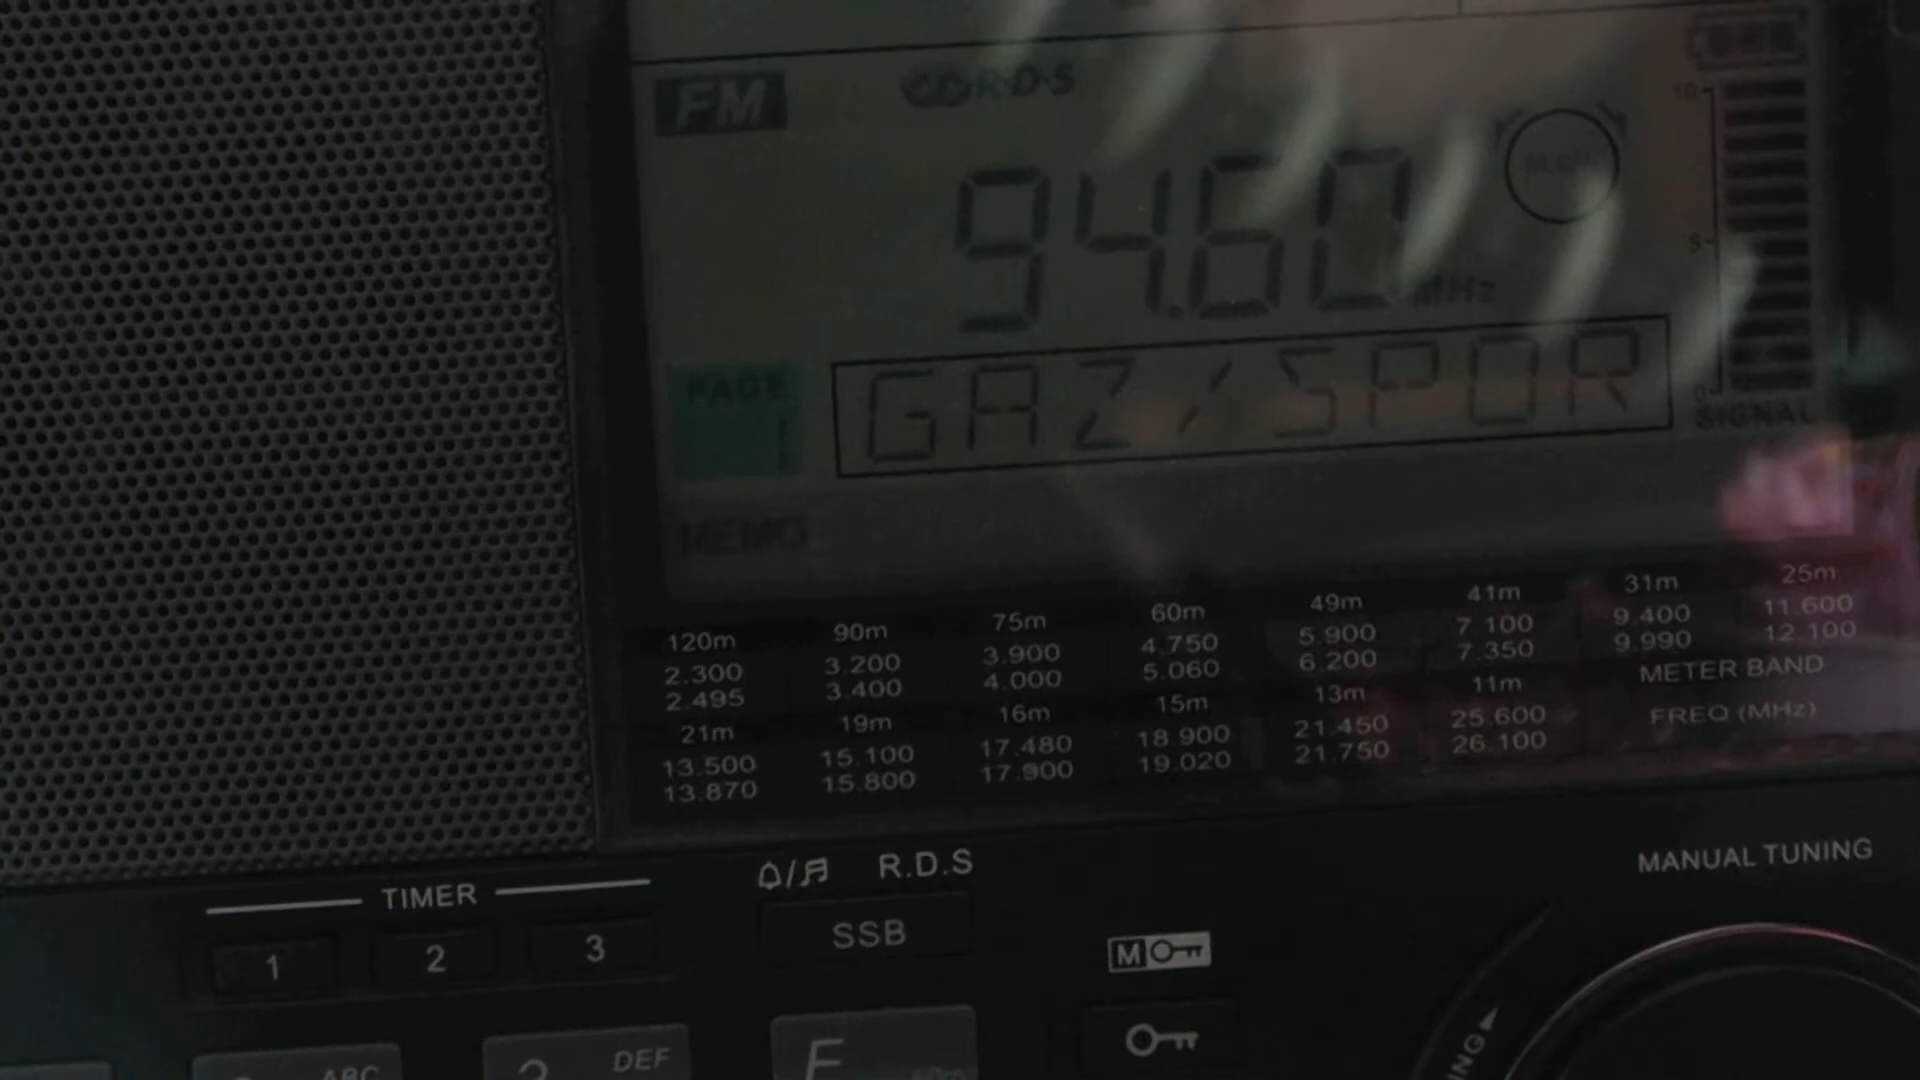 FM R·D·S
10
94.60 MHz
5
PAGE 1 GAZ/SPOR
0
SIGNAL
MEMO
120m 90m 75m 60m 49m 41m 31m 25m
2.300 3.200 3.900 4.750 5.900 7.100 9.400 11.600
2.495 3.400 4.000 5.060 6.200 7.350 9.990 12.100
METER BAND
21m 19m 16m 15m 13m 11m
FREQ (MHz)
13.500 15.100 17.480 18.900 21.450 25.600
13.870 15.800 17.900 19.020 21.750 26.100
MANUAL TUNING
TIMER R.D.S
1 2 3 SSB
M
ABC DEF F